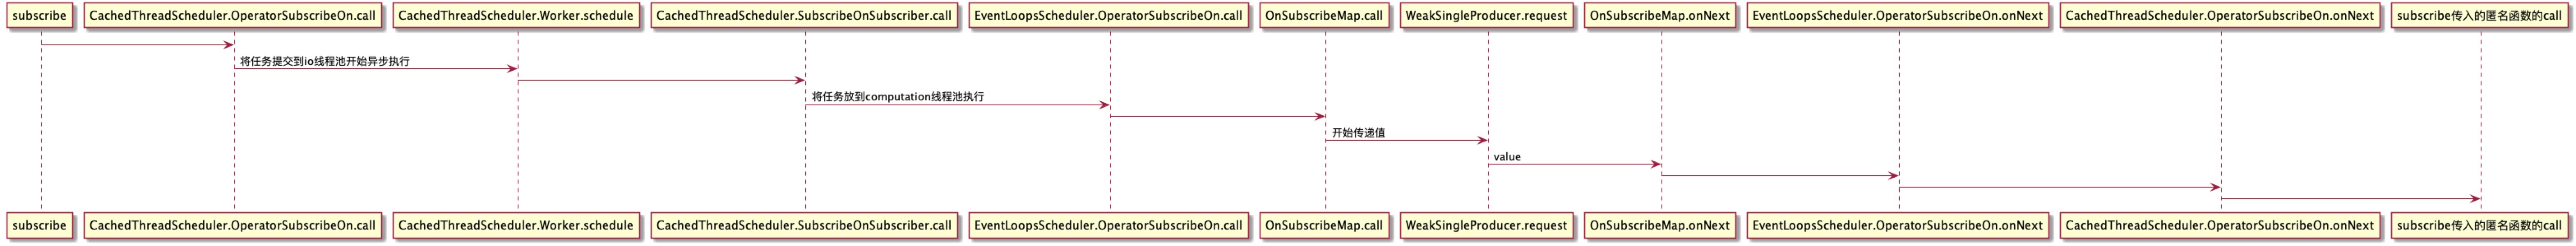 subscribe
CachedThreadScheduler.OperatorSubscribeOn.call
CachedThreadScheduler.Worker.schedule
CachedThreadScheduler.SubscribeOnSubscriber.call
EventLoopsScheduler.OperatorSubscribeOn.call
OnSubscribeMap.call
WeakSingleProducer.request
OnSubscribeMap.onNext
EventLoopsScheduler.OperatorSubscribeOn.onNext
CachedThreadScheduler.OperatorSubscribeOn.onNext
subscribe传入的匿名函数的call
将任务提交到io线程池开始异步执行
将任务放到computation线程池执行
开始传递值
value
subscribe
CachedThreadScheduler.OperatorSubscribeOn.call
CachedThreadScheduler.Worker.schedule
CachedThreadScheduler.SubscribeOnSubscriber.call
EventLoopsScheduler.OperatorSubscribeOn.call
OnSubscribeMap.call
WeakSingleProducer.request
OnSubscribeMap.onNext
EventLoopsScheduler.OperatorSubscribeOn.onNext
CachedThreadScheduler.OperatorSubscribeOn.onNext
subscribe传入的匿名函数的call